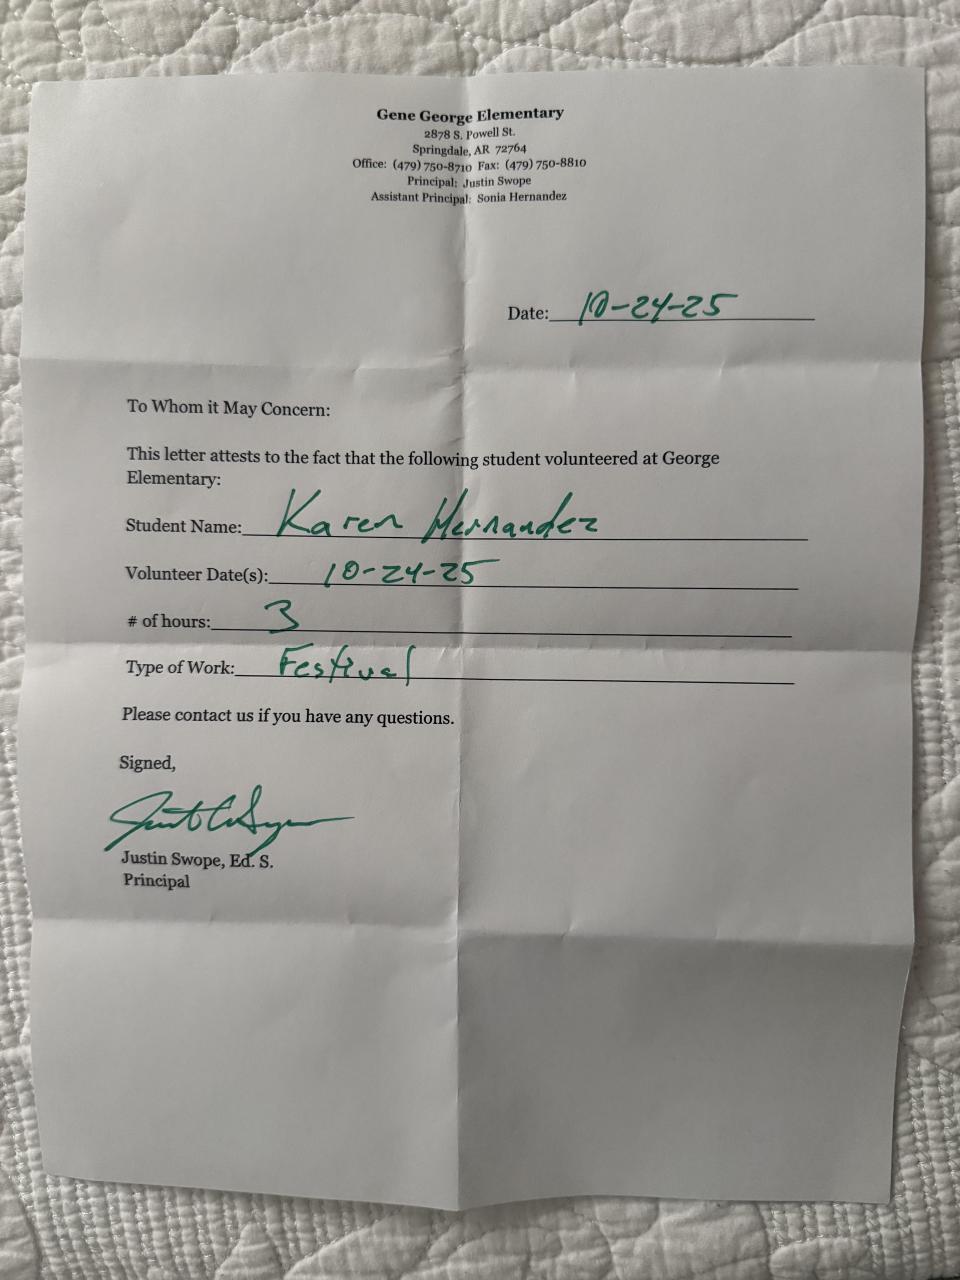 Gene George Elementary
2878 S. Powell St.
Springdale, AR 72764
Office: (479) 750-8710 Fax: (479) 750-8810
Principal: Justin Swope
Assistant Principal: Sonia Hernandez
Date: 10-24-25
To Whom it May Concern:
This letter attests to the fact that the following student volunteered at George
Elementary:
Student Name: Karen Hernandez
Volunteer Date(s): 10-24-25
# of hours: 3
Type of Work: Festival
Please contact us if you have any questions.
Signed,
Justin Swope, Ed. S.
Principal